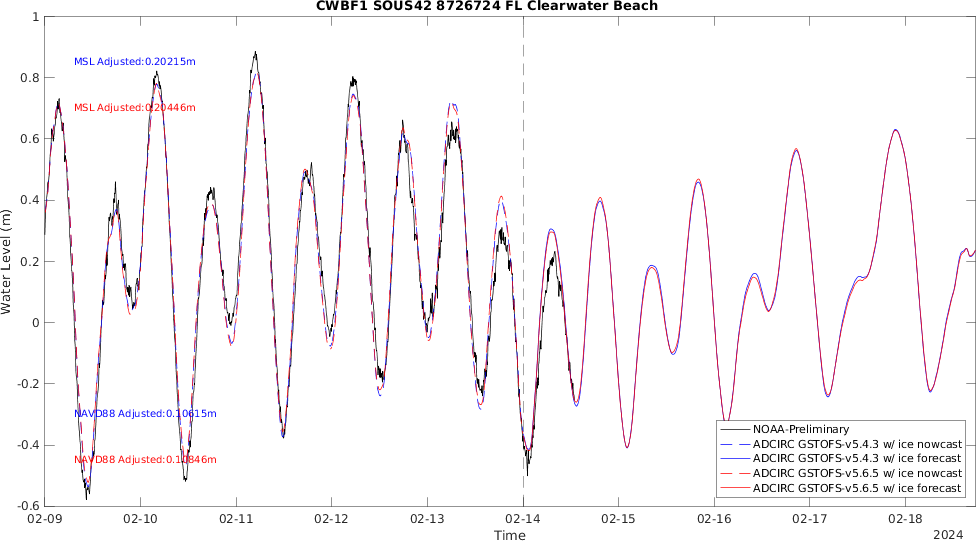 CWBF1 SOUS42 8726724 FL Clearwater Beach
1
0.8
0.6
0.4
0.2
0
-0.2
-0.4
-0.6
Water Level (m)
MSL Adjusted:0.20215m
MSL Adjusted:0.20446m
NAVD88 Adjusted:0.10615m
NAVD88 Adjusted:0.10846m
NOAA-Preliminary
ADCIRC GSTOFS-v5.4.3 w/ ice nowcast
ADCIRC GSTOFS-v5.4.3 w/ ice forecast
ADCIRC GSTOFS-v5.6.5 w/ ice nowcast
ADCIRC GSTOFS-v5.6.5 w/ ice forecast
02-09 02-10 02-11 02-12 02-13 02-14 02-15 02-16 02-17 02-18
Time
2024